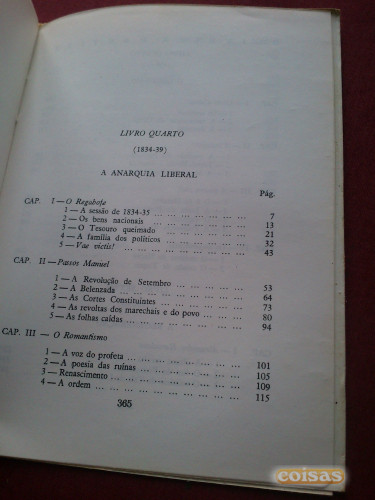 LIVRO QUARTO
(1834-39)
A ANARQUIA LIBERAL
Pág.
CAP. I — O Regabofe
1 — A sessão de 1834-35 ... ... ... ... ... ... 7
2 — Os bens nacionais ... ... ... ... ... ... 13
3 — O Tesouro queimado ... ... ... ... ... ... 21
4 — A família dos políticos ... ... ... ... ... 32
5 — Vae victis! ... ... ... ... ... ... ... ... 43
CAP. II — Passos Manuel
1 — A Revolução de Setembro ... ... ... ... ... 53
2 — A Belenzada ... ... ... ... ... ... ... 64
3 — As Cortes Constituintes ... ... ... ... ... 73
4 — As revoltas dos marechais e do povo ... ... ... 80
5 — As folhas caídas ... ... ... ... ... ... ... 94
CAP. III — O Romantismo
1 — A voz do profeta ... ... ... ... ... ... 101
2 — A poesia das ruínas ... ... ... ... ... ... 105
3 — Renascimento ... ... ... ... ... ... ... 109
4 — A ordem ... ... ... ... ... ... ... ... 115
365
coisas